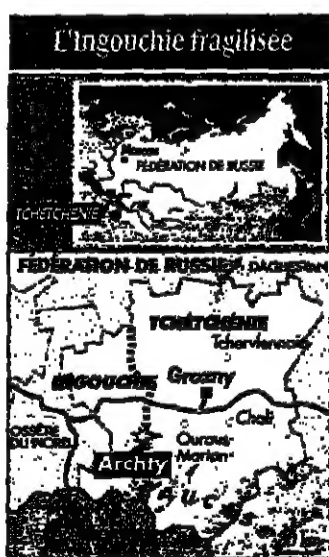 L'Ingouchie fragilisée
Moscou
FÉDÉRATION DE RUSSIE
TCHÉTCHÉNIE
FÉDÉRATION DE RUSSIE DAGHESTAN
TCHÉTCHÉNIE
INGOUCHIE Grozny
OSSÉTIE
DU NORD
Chali
Ourous-
Martan
Archty